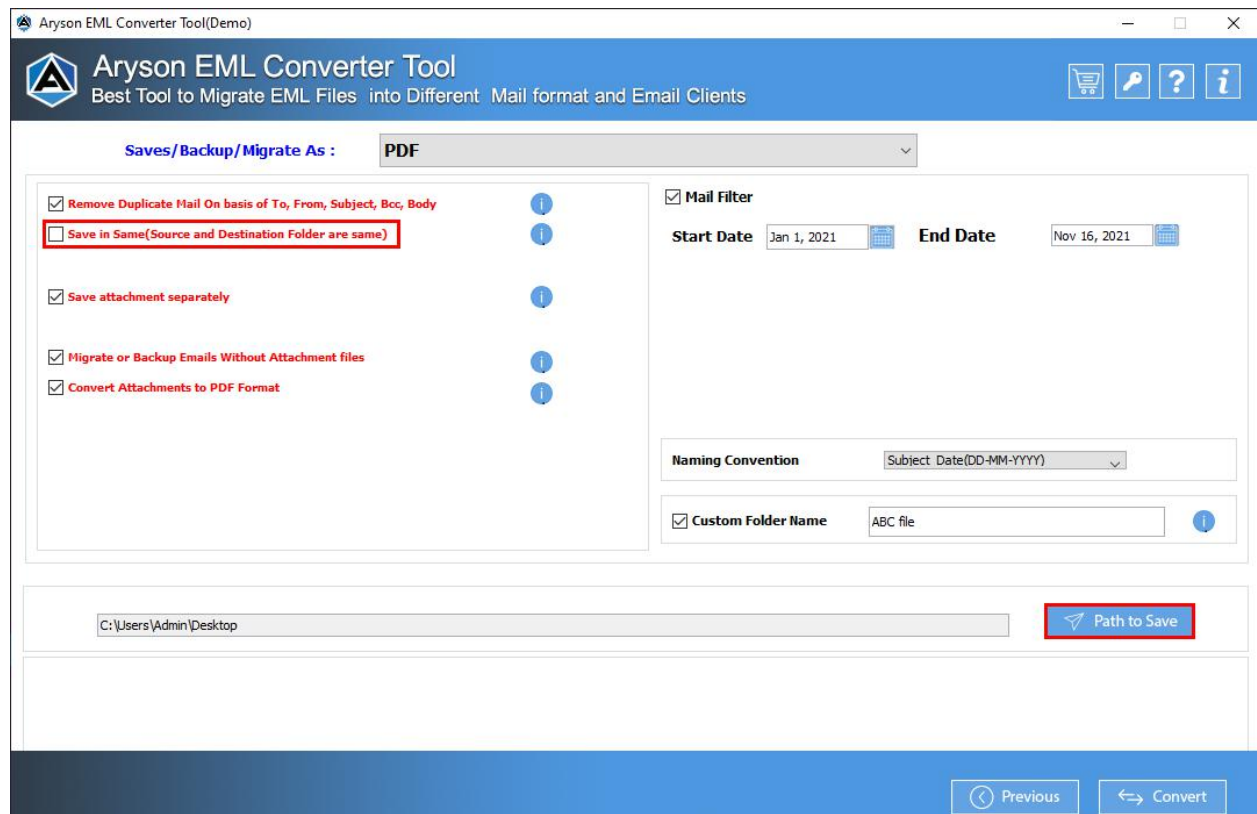 Aryson EML Converter Tool(Demo)
Aryson EML Converter Tool
Best Tool to Migrate EML Files into Different Mail format and Email Clients
Saves/Backup/Migrate As : PDF
Remove Duplicate Mail On basis of To, From, Subject, Bcc, Body
Save in Same(Source and Destination Folder are same)
Save attachment separately
Migrate or Backup Emails Without Attachment files
Convert Attachments to PDF Format
Mail Filter
Start Date Jan 1, 2021 End Date Nov 16, 2021
Naming Convention Subject Date(DD-MM-YYYY)
Custom Folder Name ABC file
C:\Users\Admin\Desktop Path to Save
Previous Convert